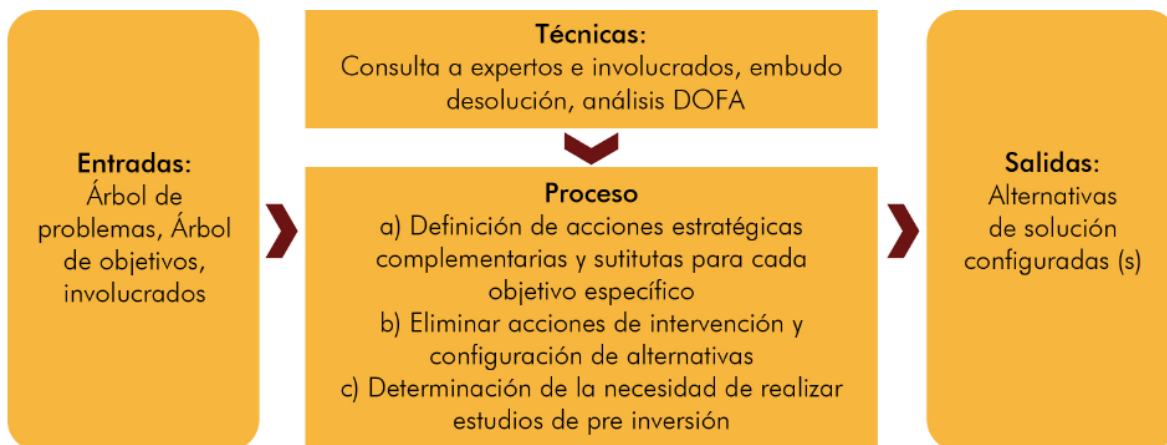 Entradas:
Árbol de
problemas, Árbol
de objetivos,
involucrados
Técnicas:
Consulta a expertos e involucrados, embudo
desolución, análisis DOFA
Proceso
a) Definición de acciones estratégicas
complementarias y sutitutas para cada
objetivo específico
b) Eliminar acciones de intervención y
configuración de alternativas
c) Determinación de la necesidad de realizar
estudios de pre inversión
Salidas:
Alternativas
de solución
configuradas (s)